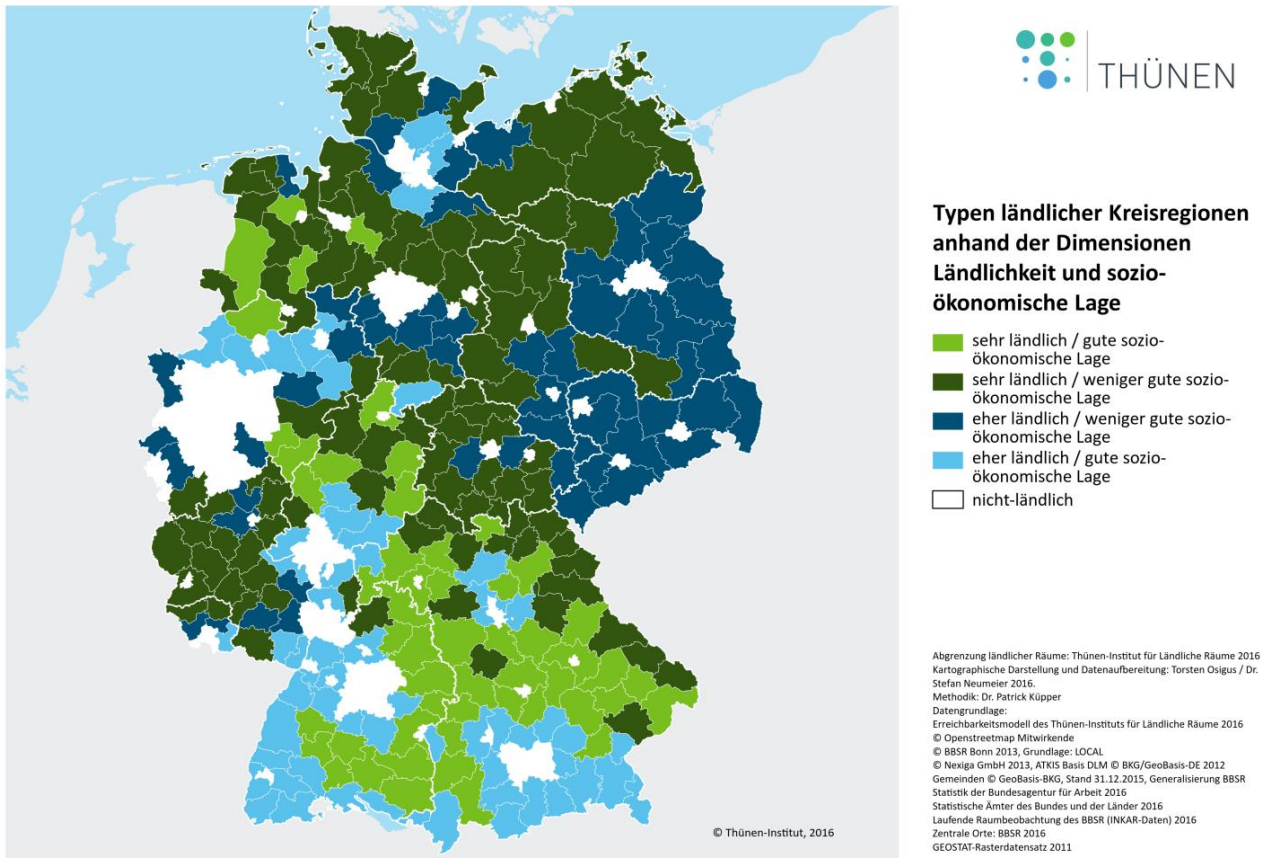 THÜNEN
Typen ländlicher Kreisregionen
anhand der Dimensionen
Ländlichkeit und sozio-
ökonomische Lage
sehr ländlich / gute sozio-
ökonomische Lage
sehr ländlich / weniger gute sozio-
ökonomische Lage
eher ländlich / weniger gute sozio-
ökonomische Lage
eher ländlich / gute sozio-
ökonomische Lage
nicht-ländlich
Abgrenzung ländlicher Räume: Thünen-Institut für Ländliche Räume 2016
Kartographische Darstellung und Datenaufbereitung: Torsten Osigus / Dr.
Stefan Neumeier 2016.
Methodik: Dr. Patrick Küpper
Datengrundlage:
Erreichbarkeitsmodell des Thünen-Instituts für Ländliche Räume 2016
© Openstreetmap Mitwirkende
© BBSR Bonn 2013, Grundlage: LOCAL
© Nexiga GmbH 2013, ATKIS Basis DLM © BKG/GeoBasis-DE 2012
Gemeinden © GeoBasis-BKG, Stand 31.12.2015, Generalisierung BBSR
Statistik der Bundesagentur für Arbeit 2016
Statistische Ämter des Bundes und der Länder 2016
Laufende Raumbeobachtung des BBSR (INKAR-Daten) 2016
Zentrale Orte: BBSR 2016
GEOSTAT-Rasterdatensatz 2011
© Thünen-Institut, 2016